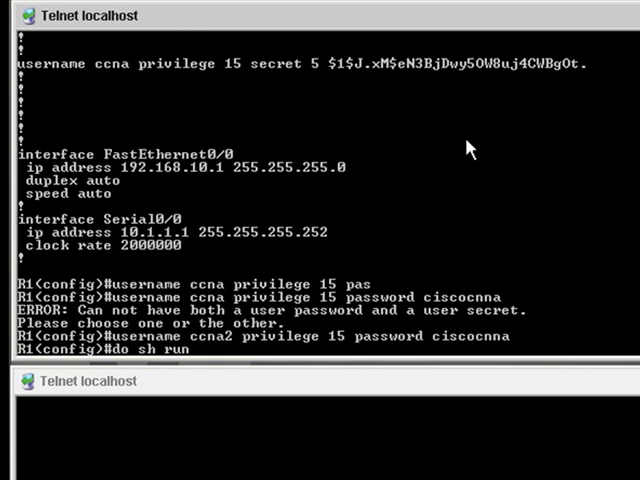 Telnet localhost
!
!
username ccna privilege 15 secret 5 $1$J.xM$eN3BjDwy5OW8uj4CWBgOt.
!
!
!
!
!
!
interface FastEthernet0/0
ip address 192.168.10.1 255.255.255.0
duplex auto
speed auto
!
interface Serial0/0
ip address 10.1.1.1 255.255.255.252
clock rate 2000000
!
R1(config)#username ccna privilege 15 pas
R1(config)#username ccna privilege 15 password ciscocnna
ERROR: Can not have both a user password and a user secret.
Please choose one or the other.
R1(config)#username ccna2 privilege 15 password ciscocnna
R1(config)#do sh run
Telnet localhost